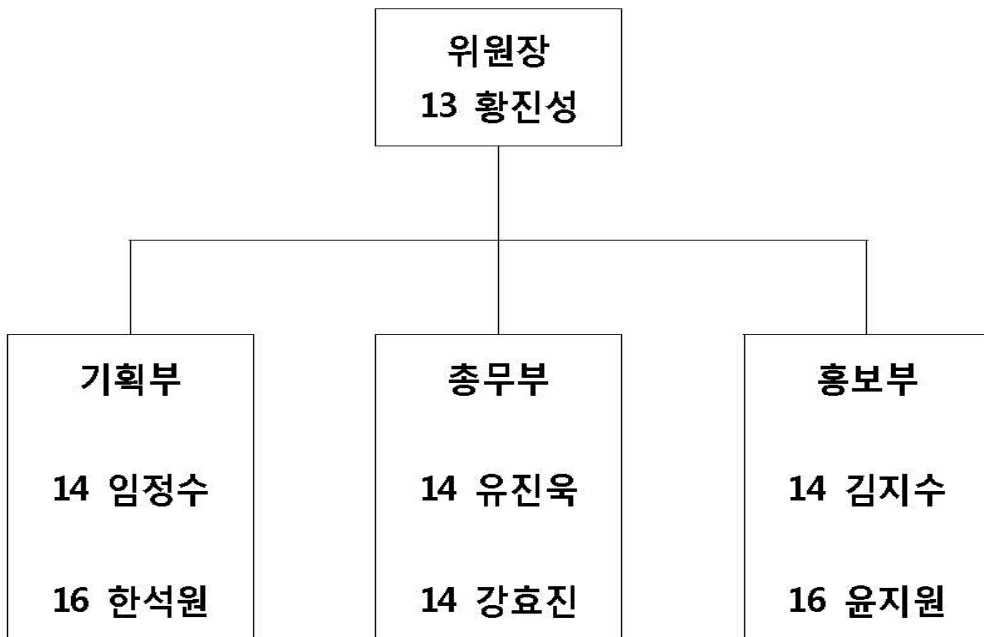 위원장
13 황진성
기획부
14 임정수
16 한석원
총무부
14 유진욱
14 강효진
홍보부
14 김지수
16 윤지원